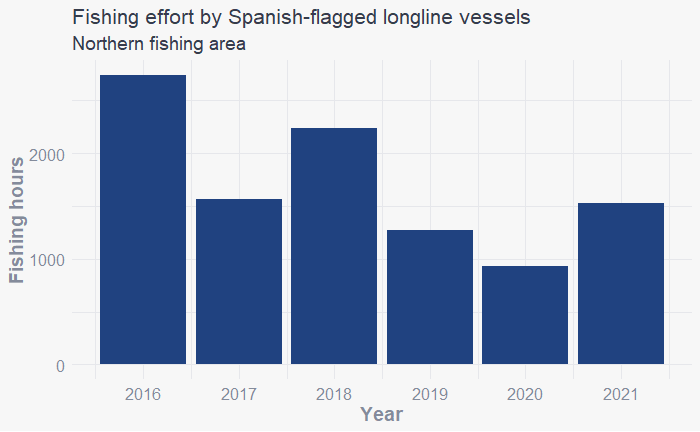 Fishing effort by Spanish-flagged longline vessels
Northern fishing area
Fishing hours
2000
1000
0
2016 2017 2018 2019 2020 2021
Year